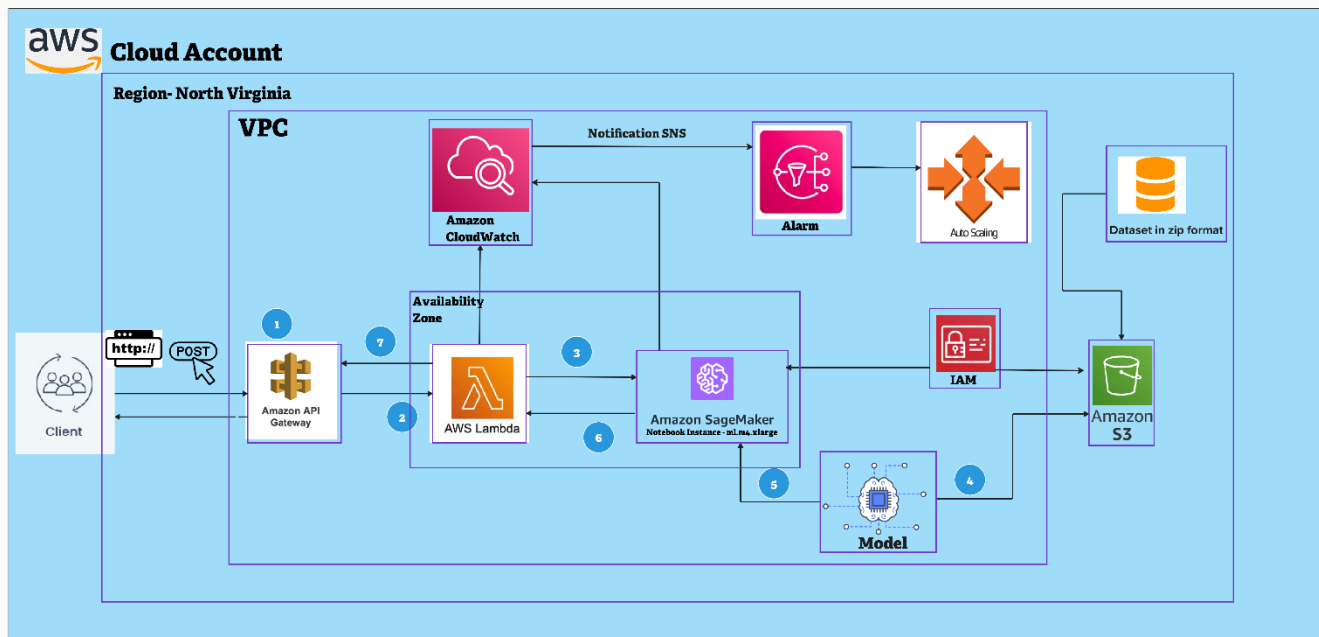 aws
Cloud Account
Region- North Virginia
VPC
Notification SNS
Amazon
CloudWatch
Alarm
Auto Scaling
Dataset in zip format
Availability
Zone
1
7
3
http://
POST
Client
Amazon API
Gateway
2
AWS Lambda
6
Amazon SageMaker
Notebook Instance - ml.m4.xlarge
IAM
Amazon
S3
5
4
Model